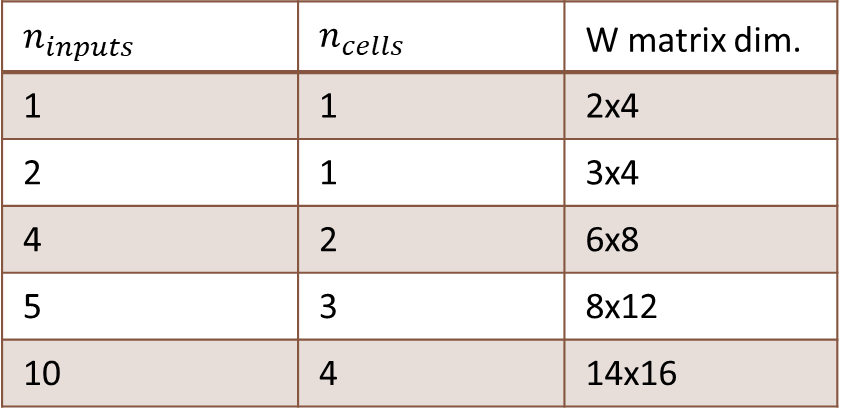 n_inputs n_cells W matrix dim.
1 1 2x4
2 1 3x4
4 2 6x8
5 3 8x12
10 4 14x16